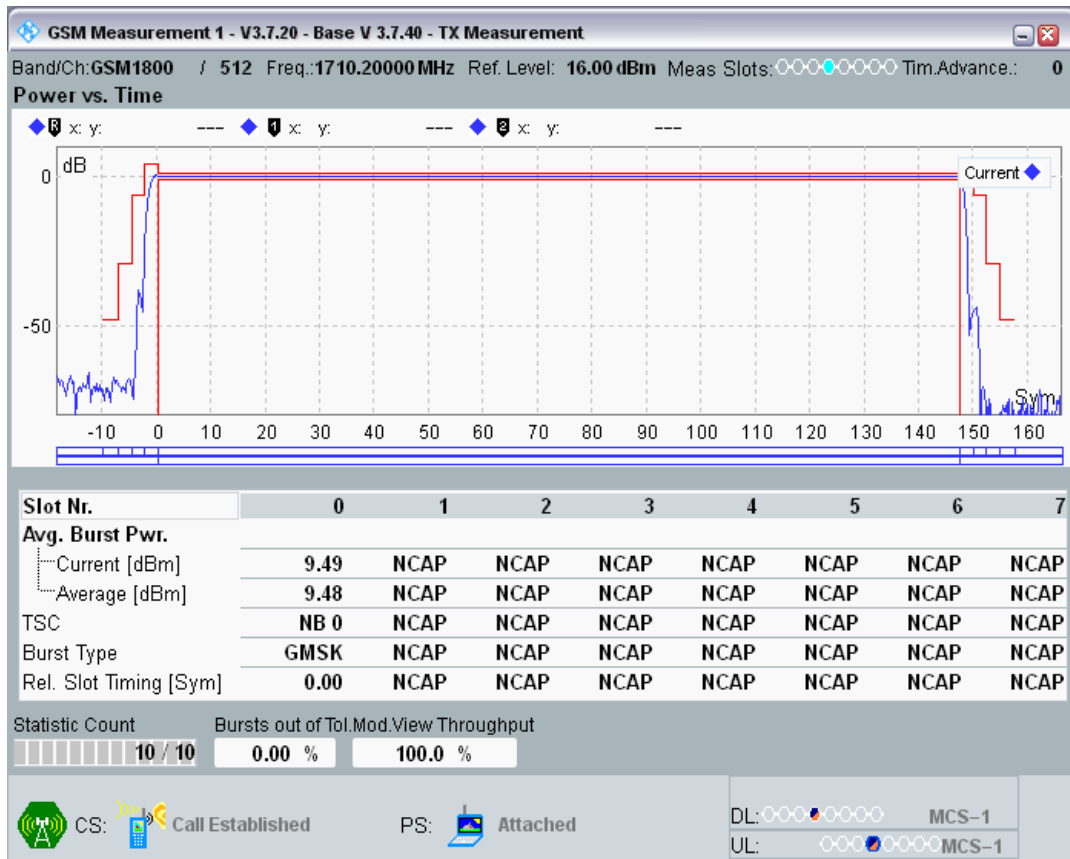 GSM Measurement 1 - V3.7.20 - Base V 3.7.40 - TX Measurement
Band/Ch:GSM1800 / 512 Freq.:1710.20000 MHz Ref. Level: 16.00 dBm Meas Slots: Tim.Advance.: 0
Power vs. Time
R x: y: --- 1 x: y: --- 2 x: y: ---
dB
Current
0
-50
Sym
-10 0 10 20 30 40 50 60 70 80 90 100 110 120 130 140 150 160
Slot Nr. 0 1 2 3 4 5 6 7
Avg. Burst Pwr.
Current [dBm] 9.49 NCAP NCAP NCAP NCAP NCAP NCAP NCAP
Average [dBm] 9.48 NCAP NCAP NCAP NCAP NCAP NCAP NCAP
TSC NB 0 NCAP NCAP NCAP NCAP NCAP NCAP NCAP
Burst Type GMSK NCAP NCAP NCAP NCAP NCAP NCAP NCAP
Rel. Slot Timing [Sym] 0.00 NCAP NCAP NCAP NCAP NCAP NCAP NCAP
Statistic Count Bursts out of Tol.Mod.View Throughput
10 / 10 0.00 % 100.0 %
CS: Call Established PS: Attached
DL: MCS-1
UL: MCS-1